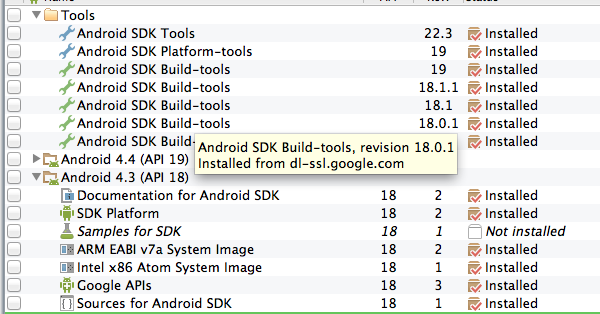 Tools
Android SDK Tools 22.3 Installed
Android SDK Platform-tools 19 Installed
Android SDK Build-tools 19 Installed
Android SDK Build-tools 18.1.1 Installed
Android SDK Build-tools 18.1 Installed
Android SDK Build-tools 18.0.1 Installed
Android SDK Installed
Android SDK Build-tools, revision 18.0.1
Installed from dl-ssl.google.com
Android 4.4 (API 19)
Android 4.3 (API 18)
Documentation for Android SDK 18 2 Installed
SDK Platform 18 2 Installed
Samples for SDK 18 1 Not installed
ARM EABI v7a System Image 18 2 Installed
Intel x86 Atom System Image 18 1 Installed
Google APIs 18 3 Installed
Sources for Android SDK 18 1 Installed